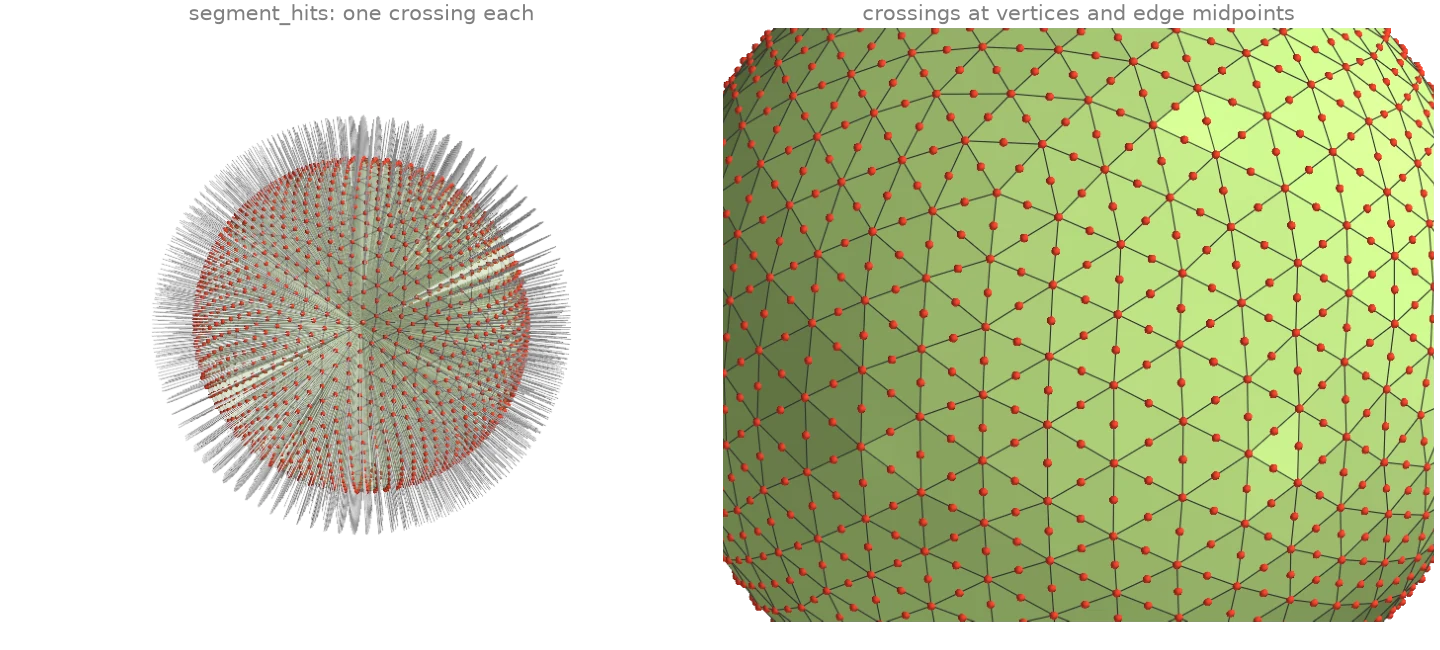 segment_hits: one crossing each
crossings at vertices and edge midpoints